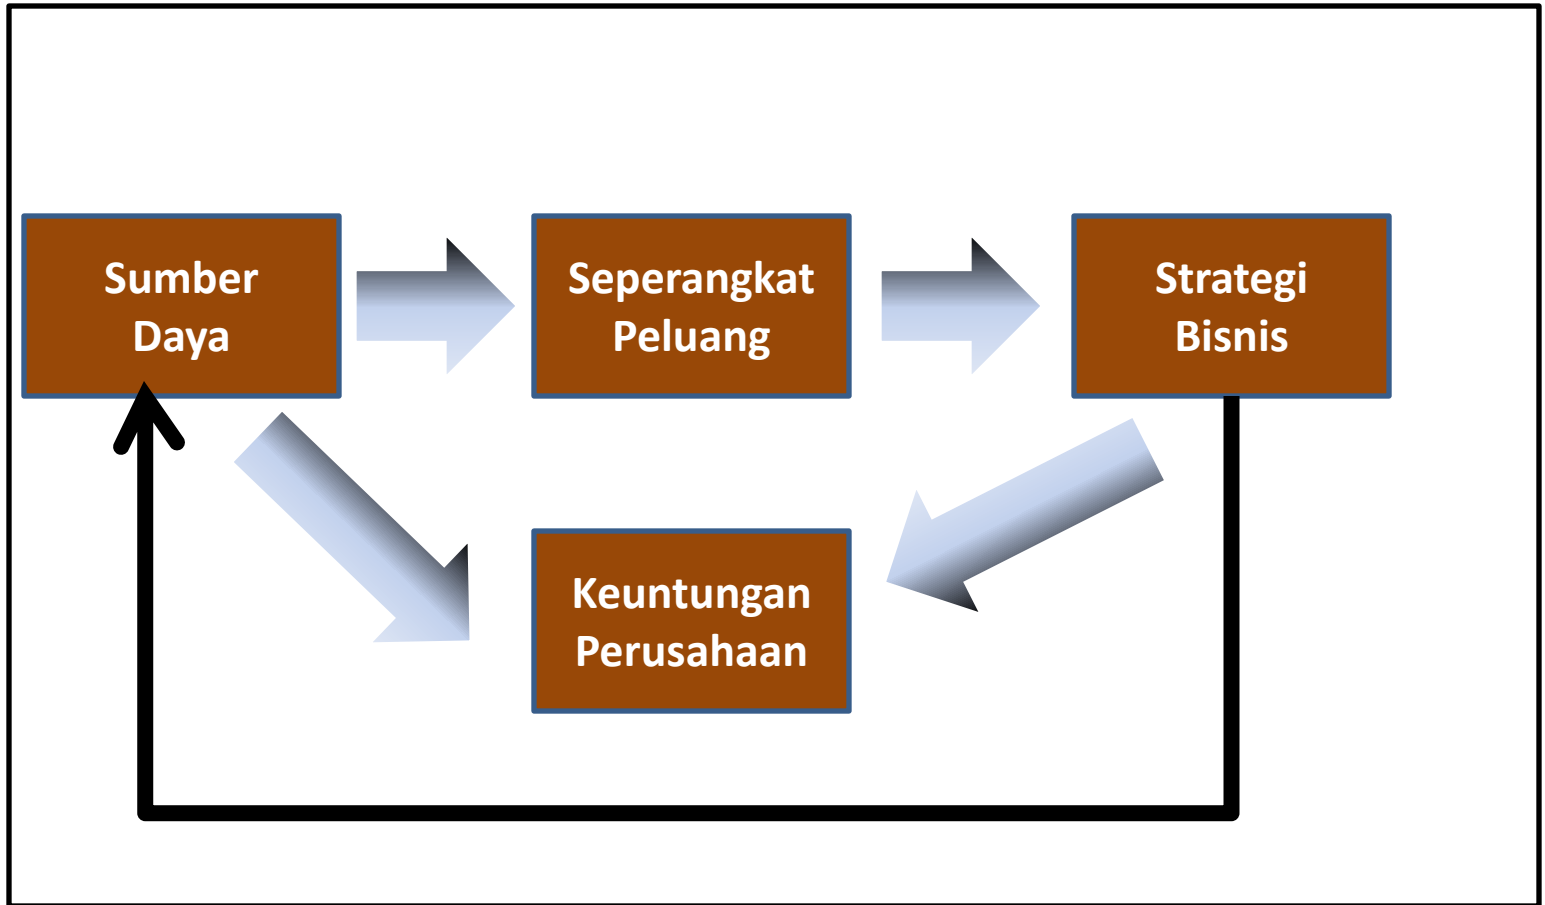 Sumber
Daya
Seperangkat
Peluang
Strategi
Bisnis
Keuntungan
Perusahaan